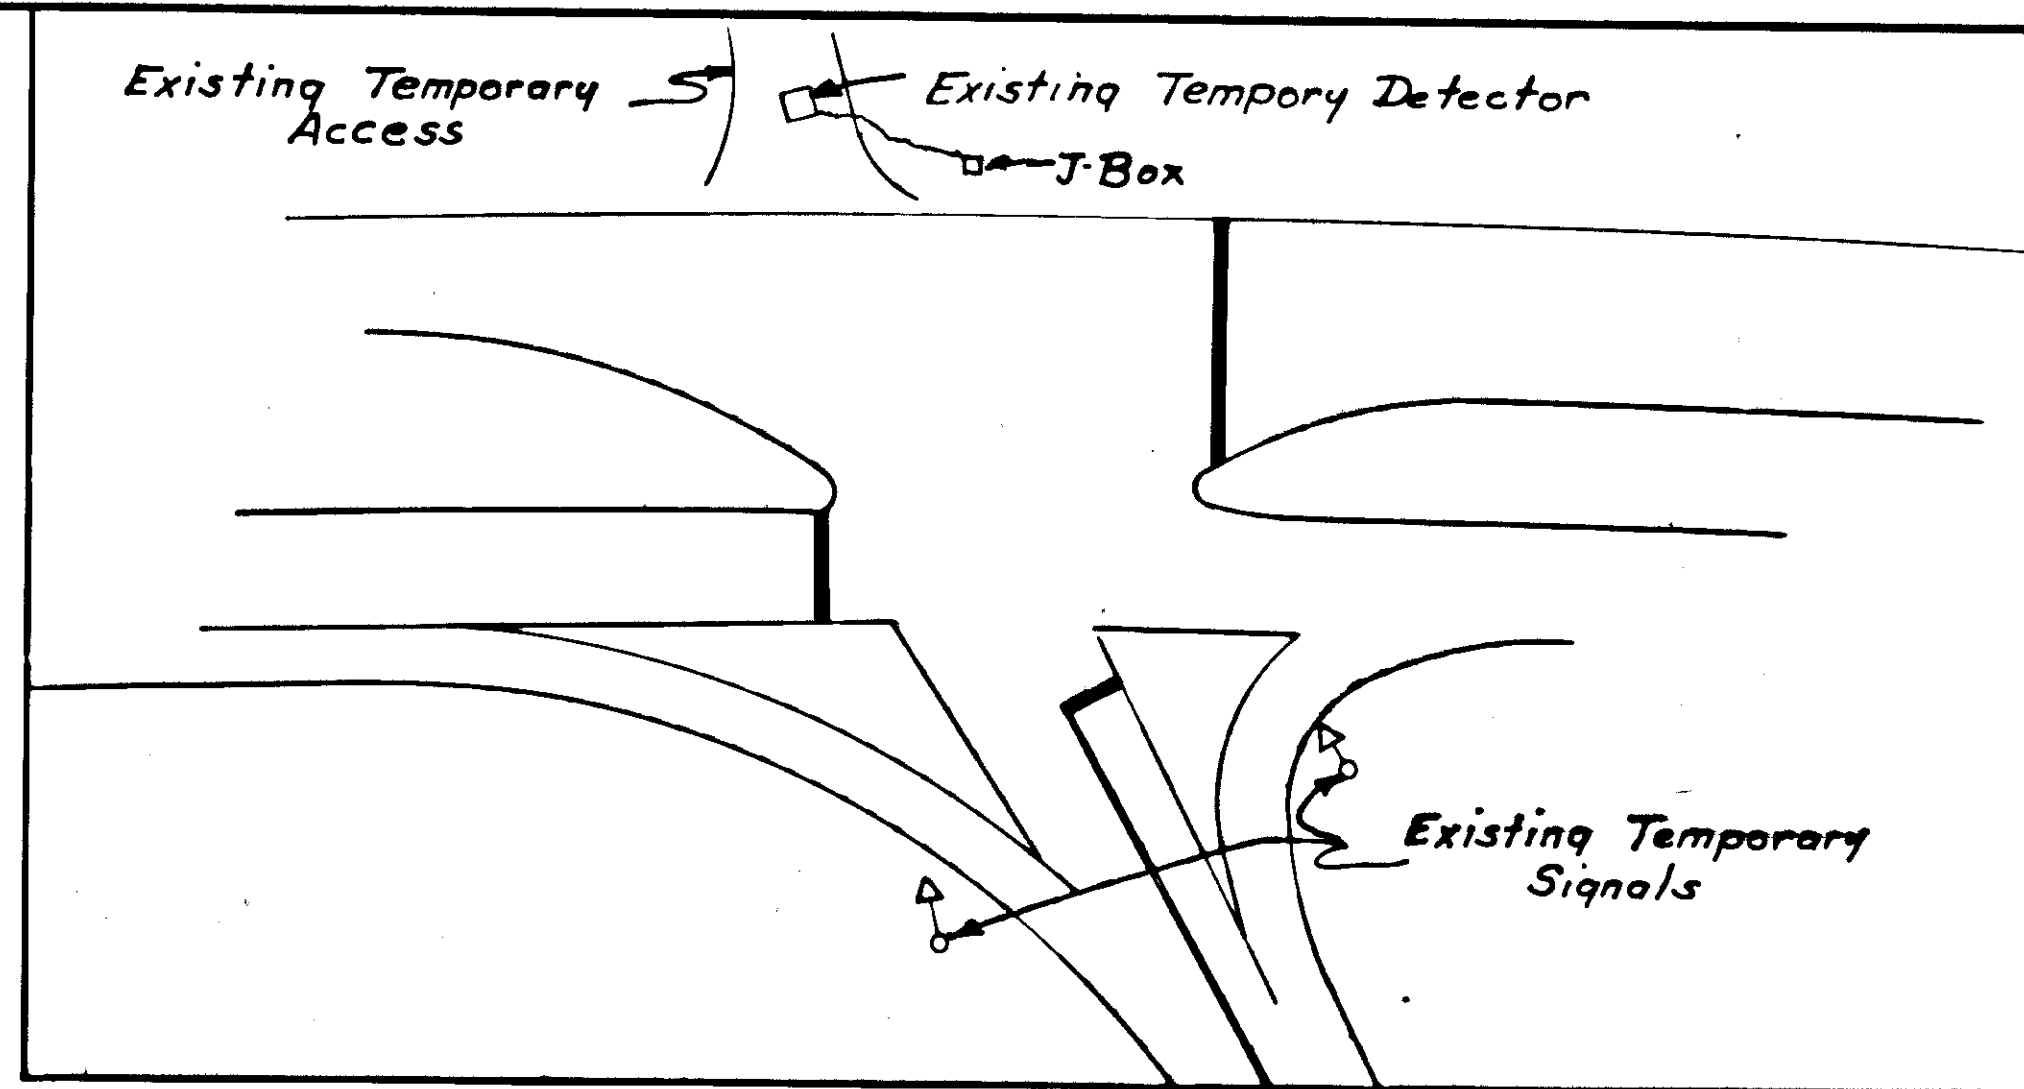 Existing Temporary
Access
Existing Tempory Detector
J-Box
Existing Temporary
Signals